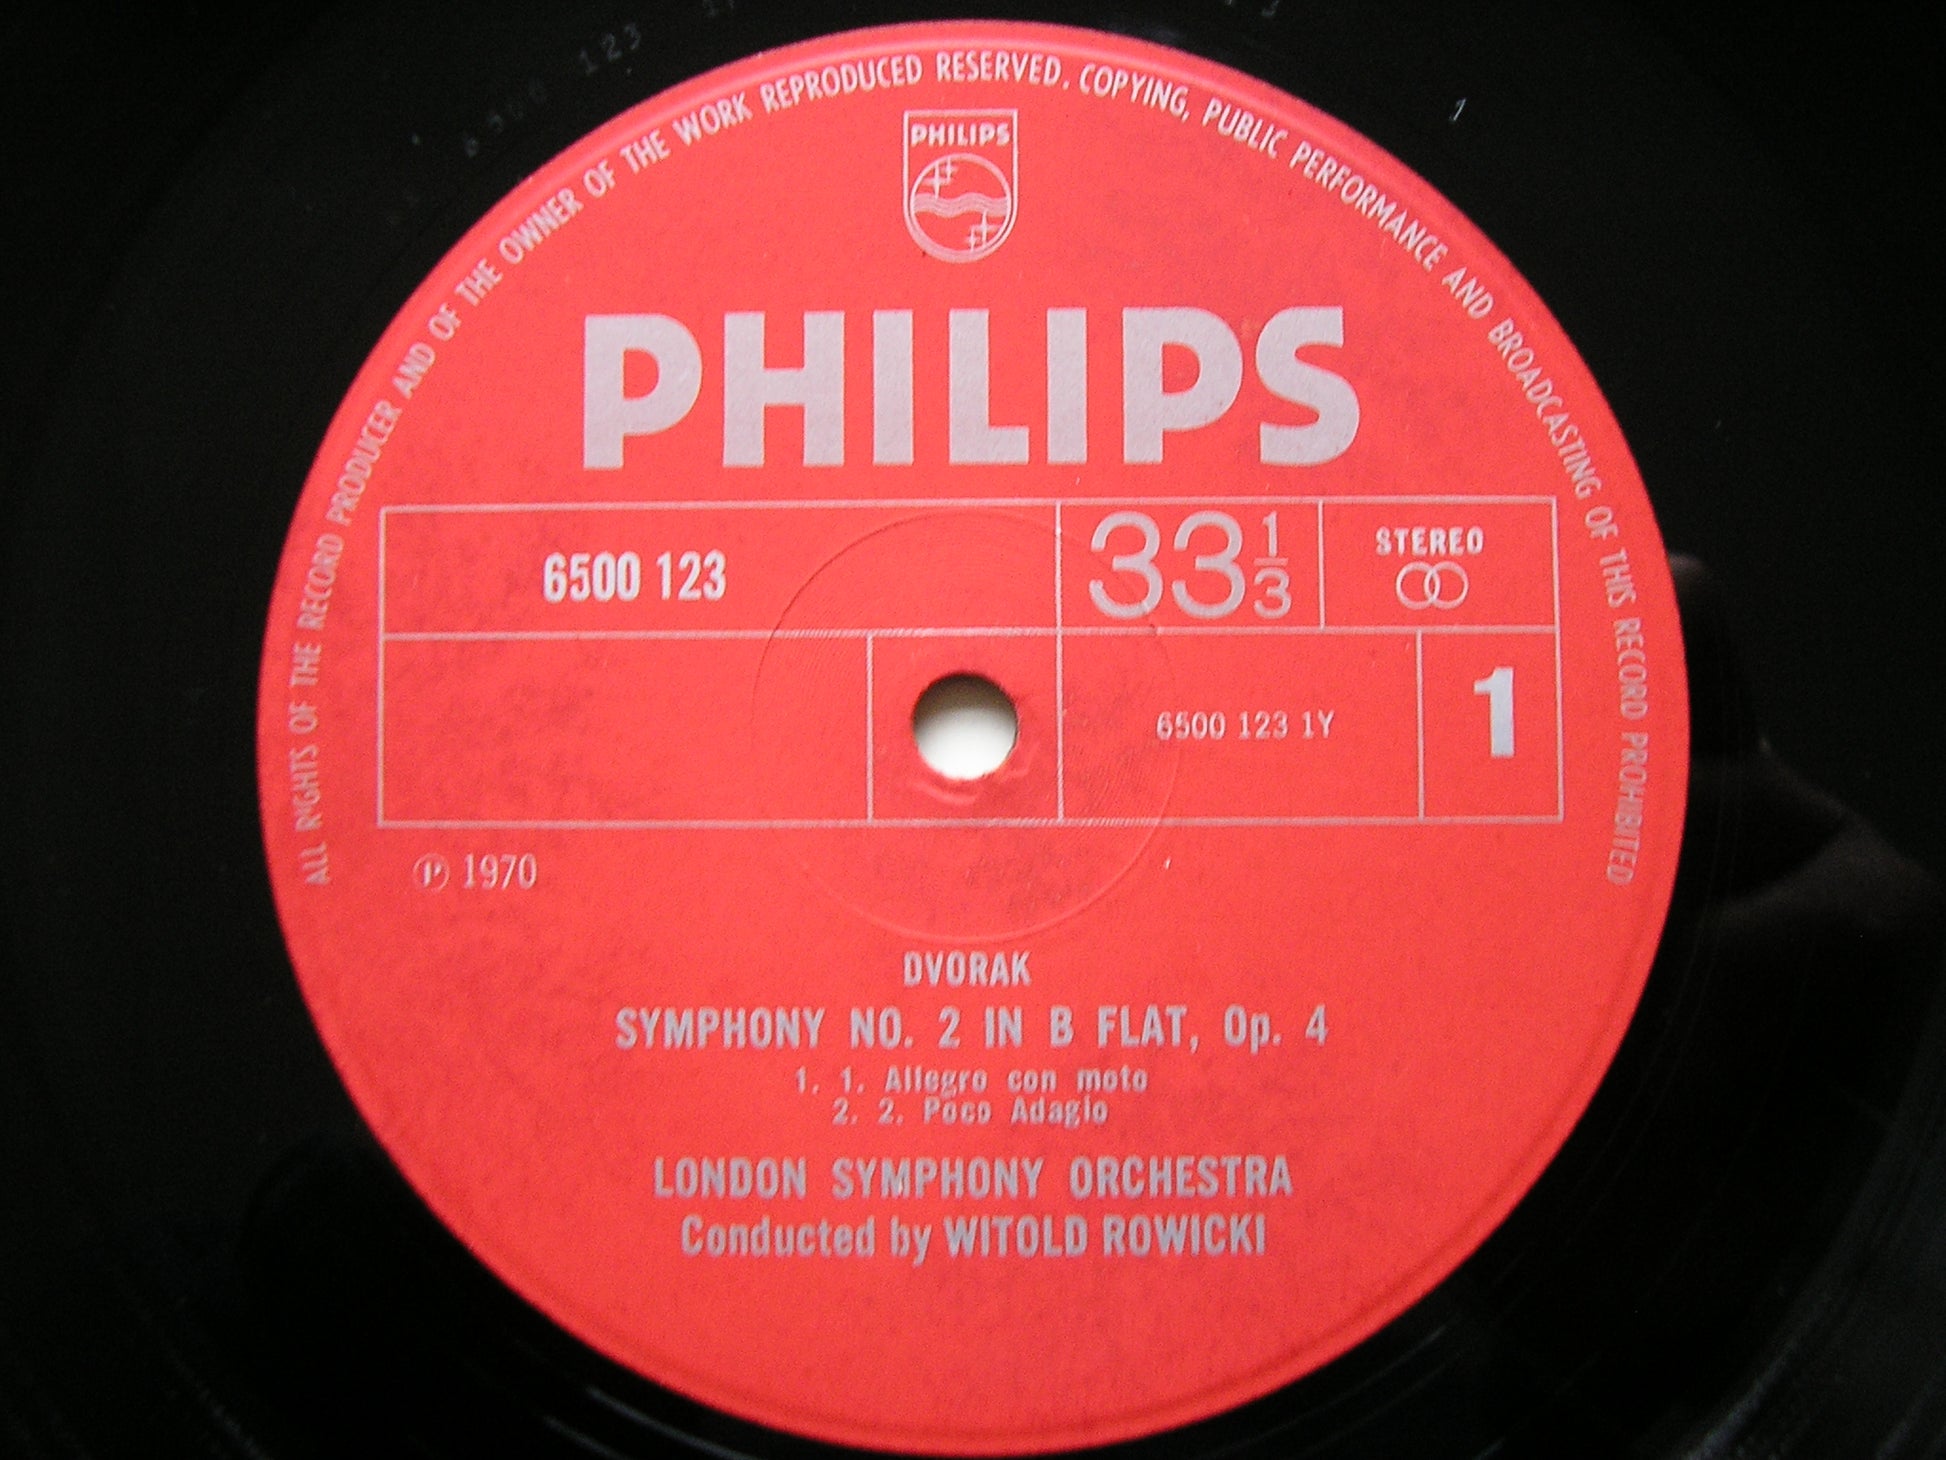 ALL RIGHTS OF THE RECORD PRODUCER AND OF THE OWNER OF THE WORK REPRODUCED RESERVED. COPYING, PUBLIC PERFORMANCE AND BROADCASTING OF THIS RECORD PROHIBITED
PHILIPS
PHILIPS
6500 123
33 1/3
STEREO
6500 123 1Y
1
℗ 1970
DVORAK
SYMPHONY NO. 2 IN B FLAT, Op. 4
1. 1. Allegro con moto
2. 2. Poco Adagio
LONDON SYMPHONY ORCHESTRA
Conducted by WITOLD ROWICKI